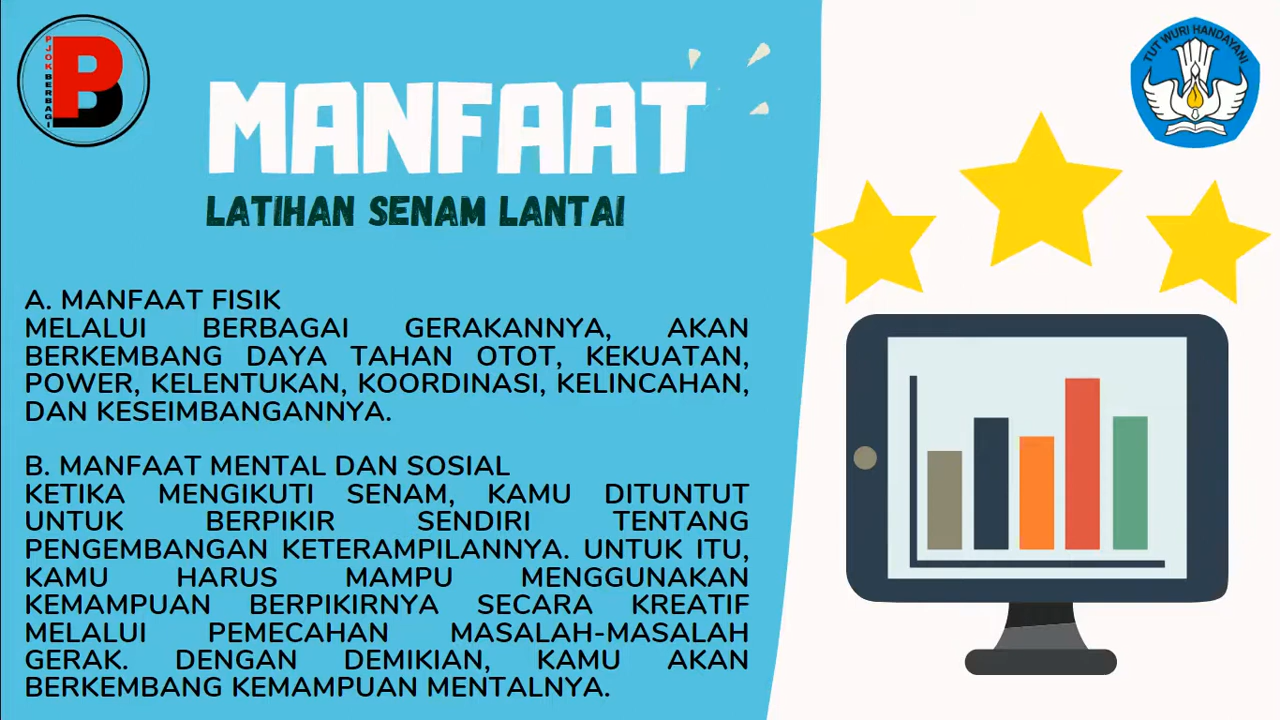 PJOK BERBAGI
PB
TUT WURI HANDAYANI
MANFAAT
LATIHAN SENAM LANTAI
A. MANFAAT FISIK
MELALUI BERBAGAI GERAKANNYA, AKAN
BERKEMBANG DAYA TAHAN OTOT, KEKUATAN,
POWER, KELENTUKAN, KOORDINASI, KELINCAHAN,
DAN KESEIMBANGANNYA.
B. MANFAAT MENTAL DAN SOSIAL
KETIKA MENGIKUTI SENAM, KAMU DITUNTUT
UNTUK BERPIKIR SENDIRI TENTANG
PENGEMBANGAN KETERAMPILANNYA. UNTUK ITU,
KAMU HARUS MAMPU MENGGUNAKAN
KEMAMPUAN BERPIKIRNYA SECARA KREATIF
MELALUI PEMECAHAN MASALAH-MASALAH
GERAK. DENGAN DEMIKIAN, KAMU AKAN
BERKEMBANG KEMAMPUAN MENTALNYA.